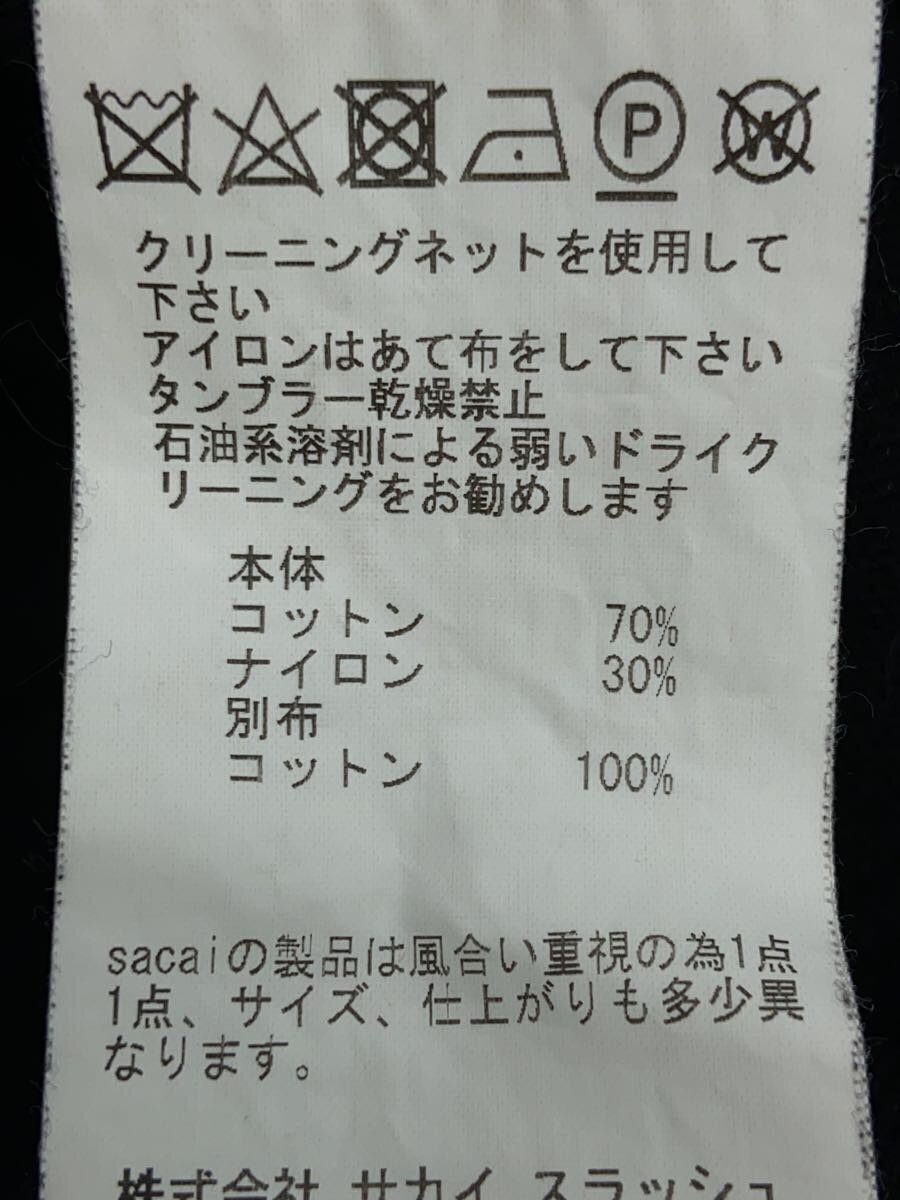 P
W
クリーニングネットを使用して
下さい
アイロンはあて布をして下さい
タンブラー乾燥禁止
石油系溶剤による弱いドライク
リーニングをお勧めします
本体
コットン 70%
ナイロン 30%
別布
コットン 100%
sacaiの製品は風合い重視の為1点
1点、サイズ、仕上がりも多少異
なります。
株式会社 サカイ スラッシュ